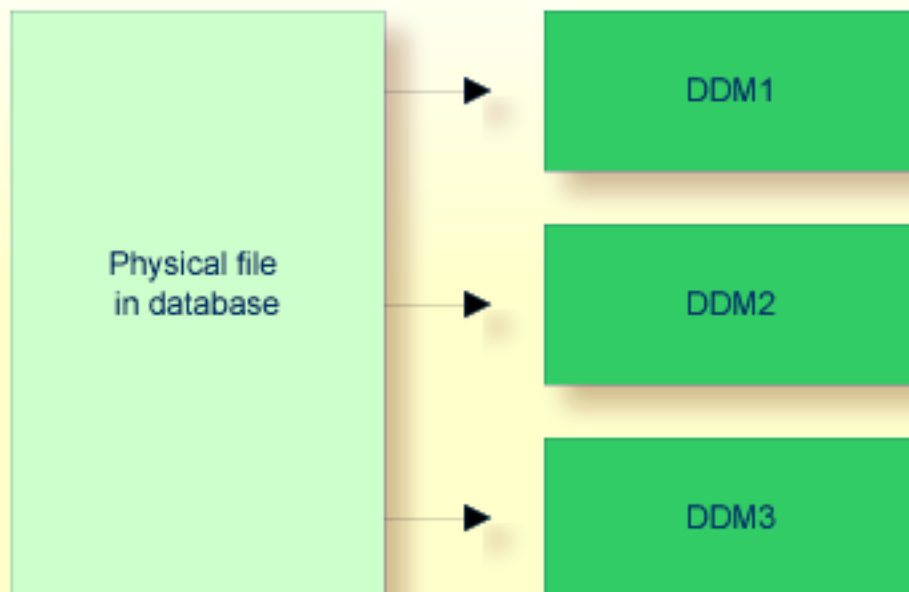 Physical file
in database
DDM1
DDM2
DDM3